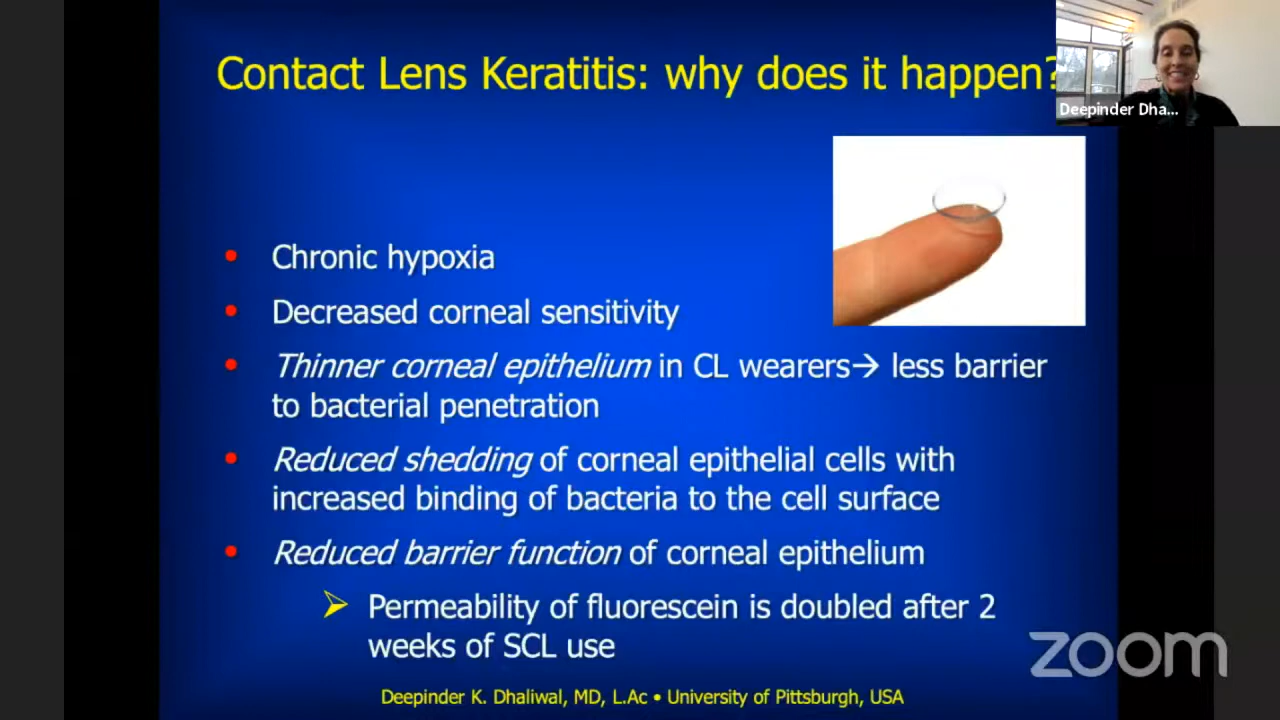 Contact Lens Keratitis: why does it happen?
Deepinder Dha...
• Chronic hypoxia
• Decreased corneal sensitivity
• Thinner corneal epithelium in CL wearers→ less barrier
to bacterial penetration
• Reduced shedding of corneal epithelial cells with
increased binding of bacteria to the cell surface
• Reduced barrier function of corneal epithelium
➢ Permeability of fluorescein is doubled after 2
weeks of SCL use
zoom
Deepinder K. Dhaliwal, MD, L.Ac • University of Pittsburgh, USA